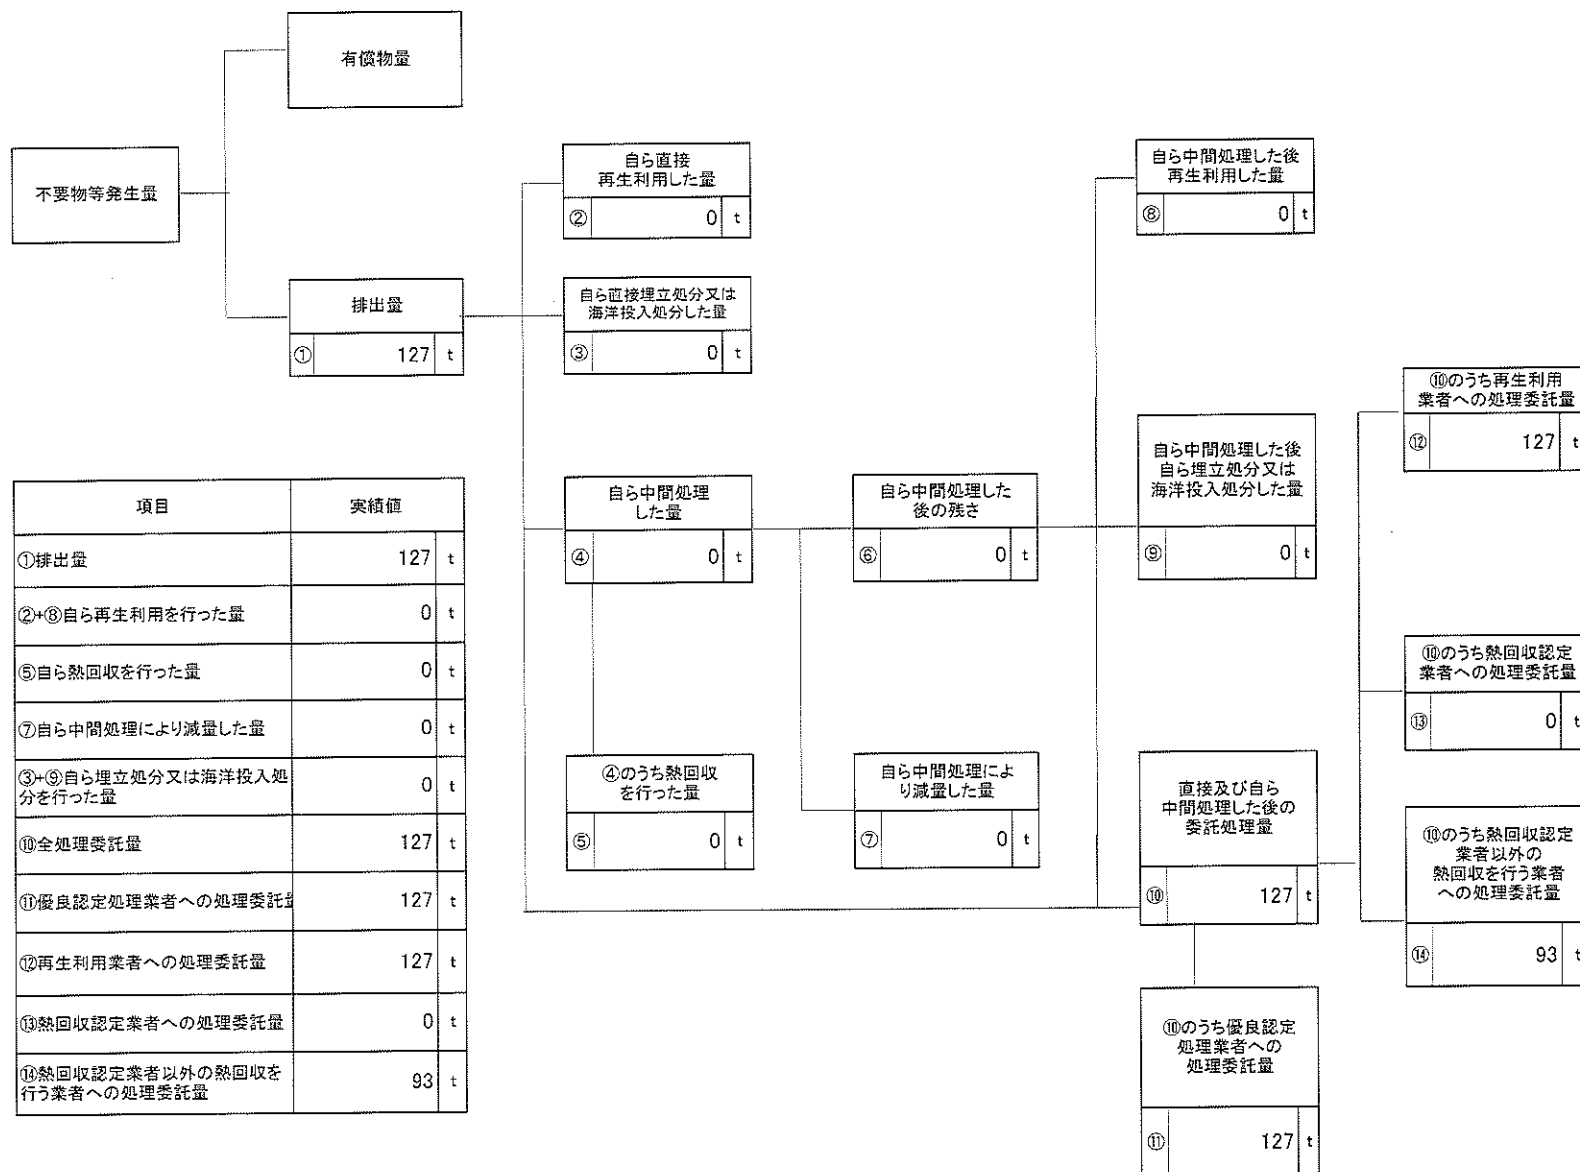 有償物量
不要物等発生量
排出量
① 127 t
自ら直接
再生利用した量
② 0 t
自ら直接埋立処分又は
海洋投入処分した量
③ 0 t
自ら中間処理
した量
④ 0 t
④のうち熱回収
を行った量
⑤ 0 t
自ら中間処理した
後の残さ
⑥ 0 t
自ら中間処理によ
り減量した量
⑦ 0 t
自ら中間処理した後
再生利用した量
⑧ 0 t
自ら中間処理した後
自ら埋立処分又は
海洋投入処分した量
⑨ 0 t
直接及び自ら
中間処理した後の
委託処理量
⑩ 127 t
⑩のうち優良認定
処理業者への
処理委託量
⑪ 127 t
⑩のうち再生利用
業者への処理委託量
⑫ 127 t
⑩のうち熱回収認定
業者への処理委託量
⑬ 0 t
⑩のうち熱回収認定
業者以外の
熱回収を行う業者
への処理委託量
⑭ 93 t
項目 実績値
①排出量 127 t
②+⑧自ら再生利用を行った量 0 t
⑤自ら熱回収を行った量 0 t
⑦自ら中間処理により減量した量 0 t
③+⑨自ら埋立処分又は海洋投入処
分を行った量 0 t
⑩全処理委託量 127 t
⑪優良認定処理業者への処理委託量 127 t
⑫再生利用業者への処理委託量 127 t
⑬熱回収認定業者への処理委託量 0 t
⑭熱回収認定業者以外の熱回収を
行う業者への処理委託量 93 t